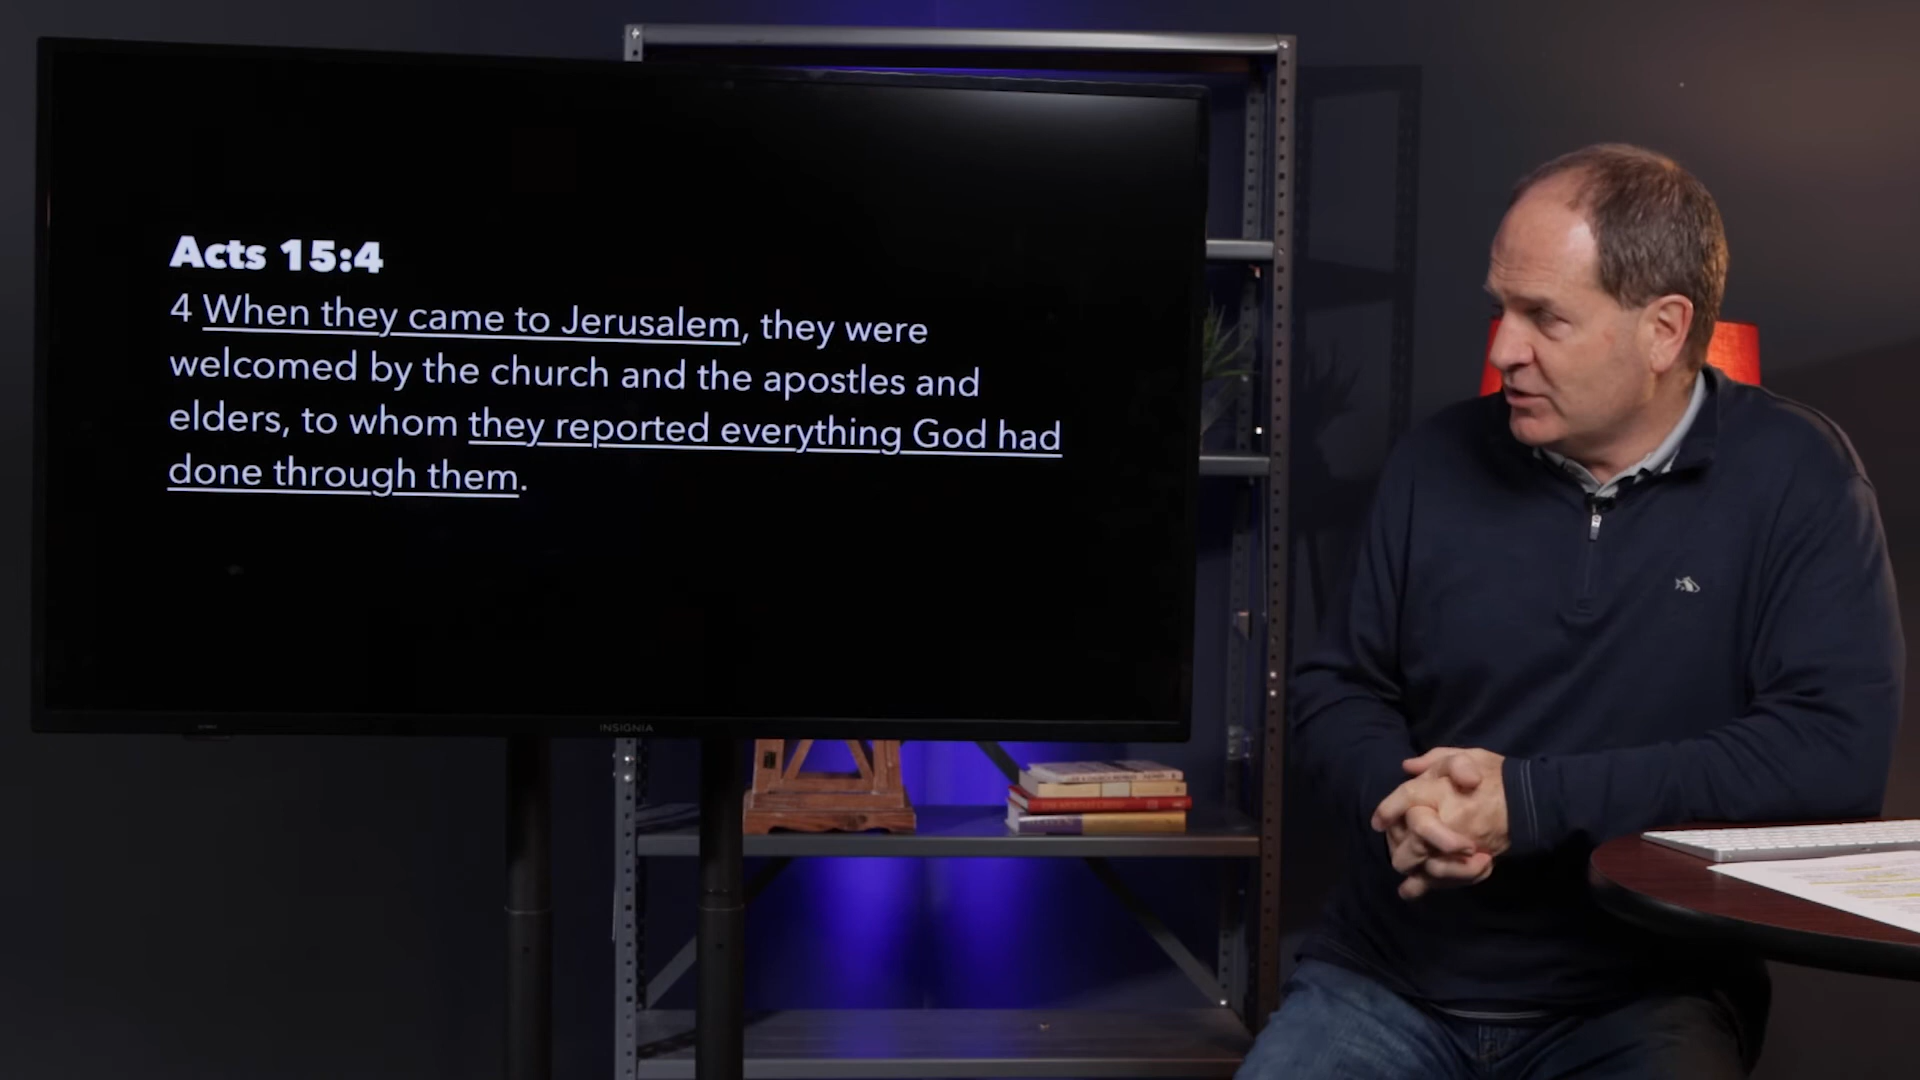 Acts 15:4
4 When they came to Jerusalem, they were
welcomed by the church and the apostles and
elders, to whom they reported everything God had
done through them.
INSIGNIA